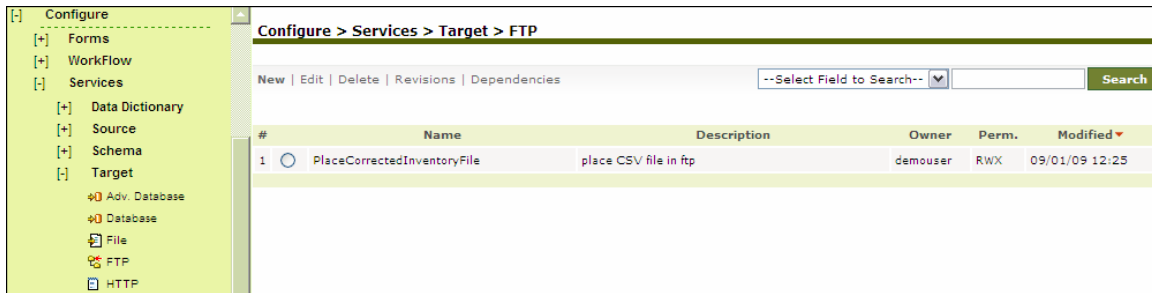 [-] Configure
[+] Forms
[+] WorkFlow
[-] Services
[+] Data Dictionary
[+] Source
[+] Schema
[-] Target
Adv. Database
Database
File
FTP
HTTP
Configure > Services > Target > FTP
New | Edit | Delete | Revisions | Dependencies --Select Field to Search-- Search
# Name Description Owner Perm. Modified
1 PlaceCorrectedInventoryFile place CSV file in ftp demouser RWX 09/01/09 12:25